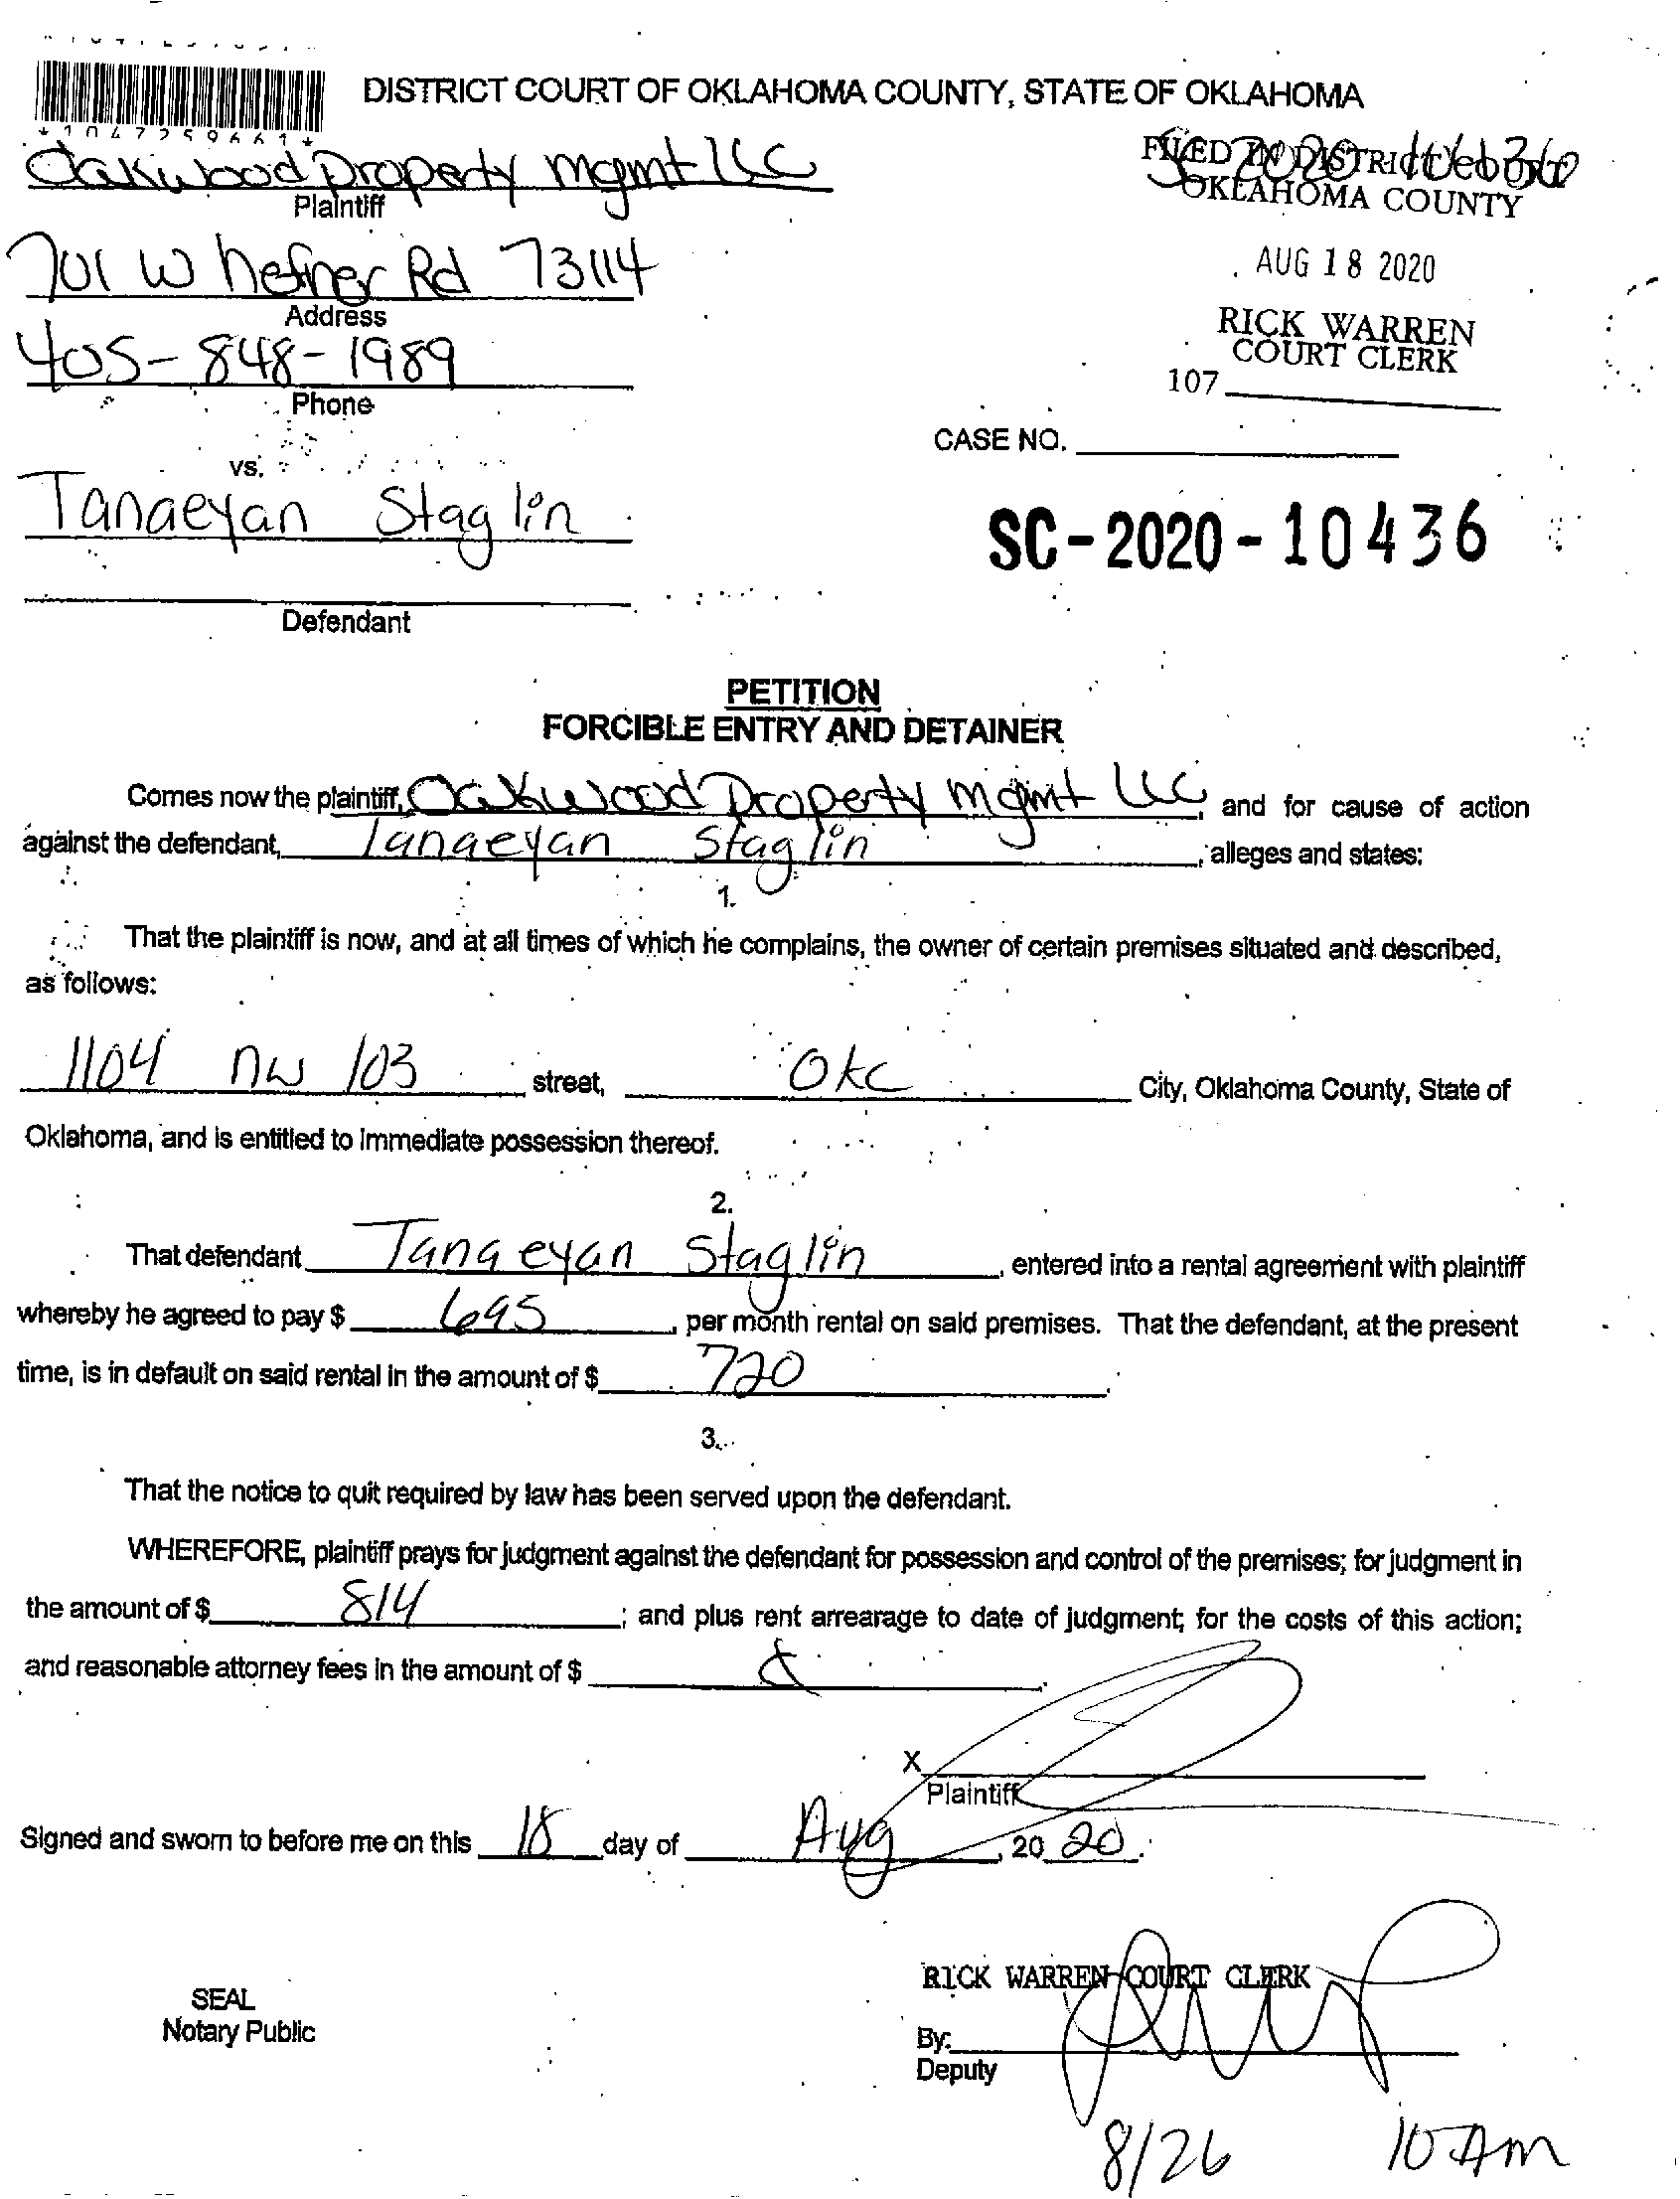 *1047259661*
DISTRICT COURT OF OKLAHOMA COUNTY, STATE OF OKLAHOMA
Oakwood Property mgmt LLC
Plaintiff
FILED IN DISTRICT COURT
OKLAHOMA COUNTY
701 W hefner Rd 73114
Address
AUG 18 2020
405-848-1989
Phone
RICK WARREN
COURT CLERK
107
CASE NO.
vs.
Tanaeyan Staglin
SC-2020-10436
Defendant
PETITION
FORCIBLE ENTRY AND DETAINER
Comes now the plaintiff, Oakwood Property mgmt LLC, and for cause of action
against the defendant, Tanaeyan Staglin, alleges and states:
1.
That the plaintiff is now, and at all times of which he complains, the owner of certain premises situated and described,
as follows:
1104 nw 103 street, OKC City, Oklahoma County, State of
Oklahoma, and is entitled to immediate possession thereof.
2.
That defendant Tanaeyan Staglin, entered into a rental agreement with plaintiff
whereby he agreed to pay $ 695, per month rental on said premises. That the defendant, at the present
time, is in default on said rental in the amount of $ 720.
3.
That the notice to quit required by law has been served upon the defendant.
WHEREFORE, plaintiff prays for judgment against the defendant for possession and control of the premises; for judgment in
the amount of $ 814; and plus rent arrearage to date of judgment; for the costs of this action;
and reasonable attorney fees in the amount of $
X
Plaintiff
Signed and sworn to before me on this 18 day of Aug, 20 20.
RICK WARREN COURT CLERK
SEAL
Notary Public
By:
Deputy
8/26 10 Am